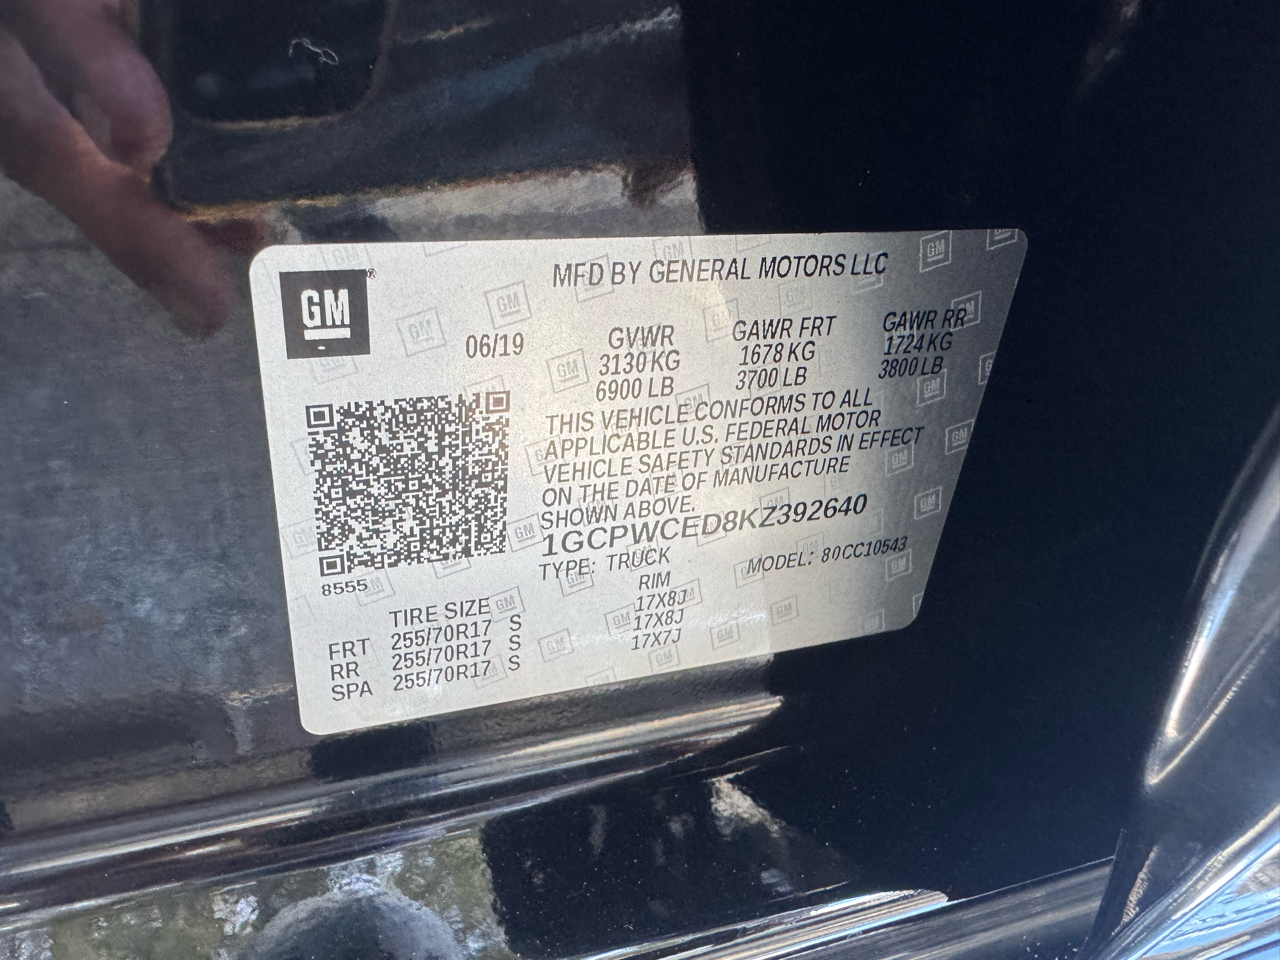 GM ®
MFD BY GENERAL MOTORS LLC
06/19
GVWR GAWR FRT GAWR RR
3130 KG 1678 KG 1724 KG
6900 LB 3700 LB 3800 LB
THIS VEHICLE CONFORMS TO ALL
APPLICABLE U.S. FEDERAL MOTOR
VEHICLE SAFETY STANDARDS IN EFFECT
ON THE DATE OF MANUFACTURE
SHOWN ABOVE.
1GCPWCED8KZ392640
TYPE: TRUCK MODEL: 80CC10543
8555
TIRE SIZE RIM
FRT 255/70R17 S 17X8J
RR 255/70R17 S 17X8J
SPA 255/70R17 S 17X7J